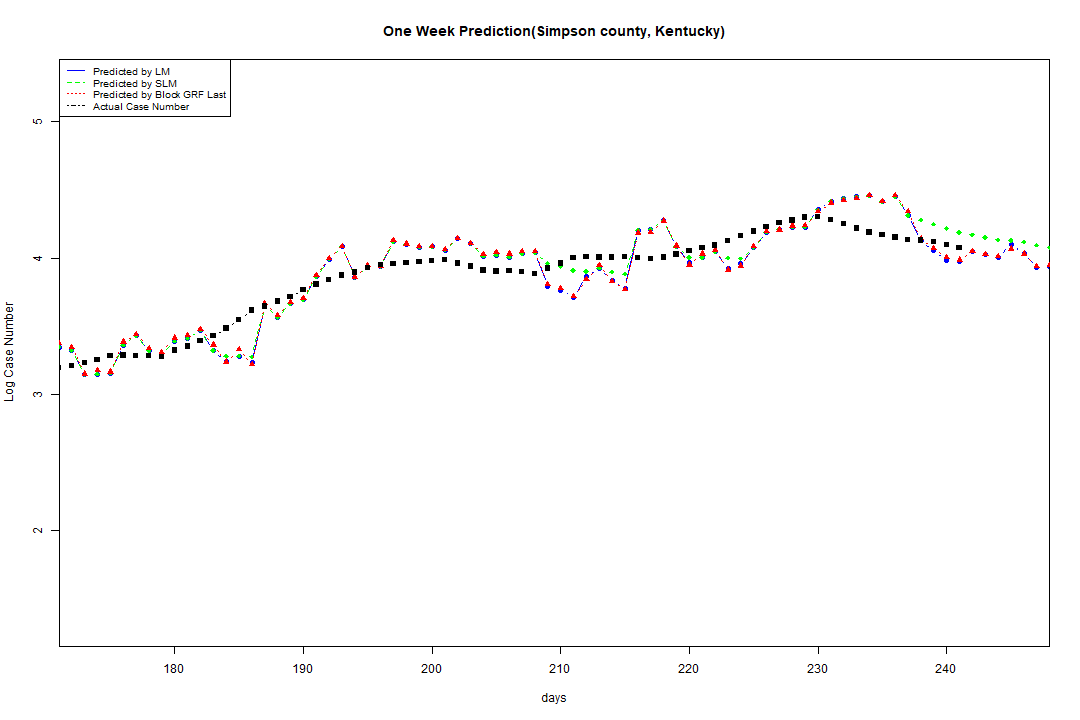 One Week Prediction(Simpson county, Kentucky)
Predicted by LM
Predicted by SLM
Predicted by Block GRF Last
Actual Case Number
5
4
3
2
Log Case Number
180 190 200 210 220 230 240
days